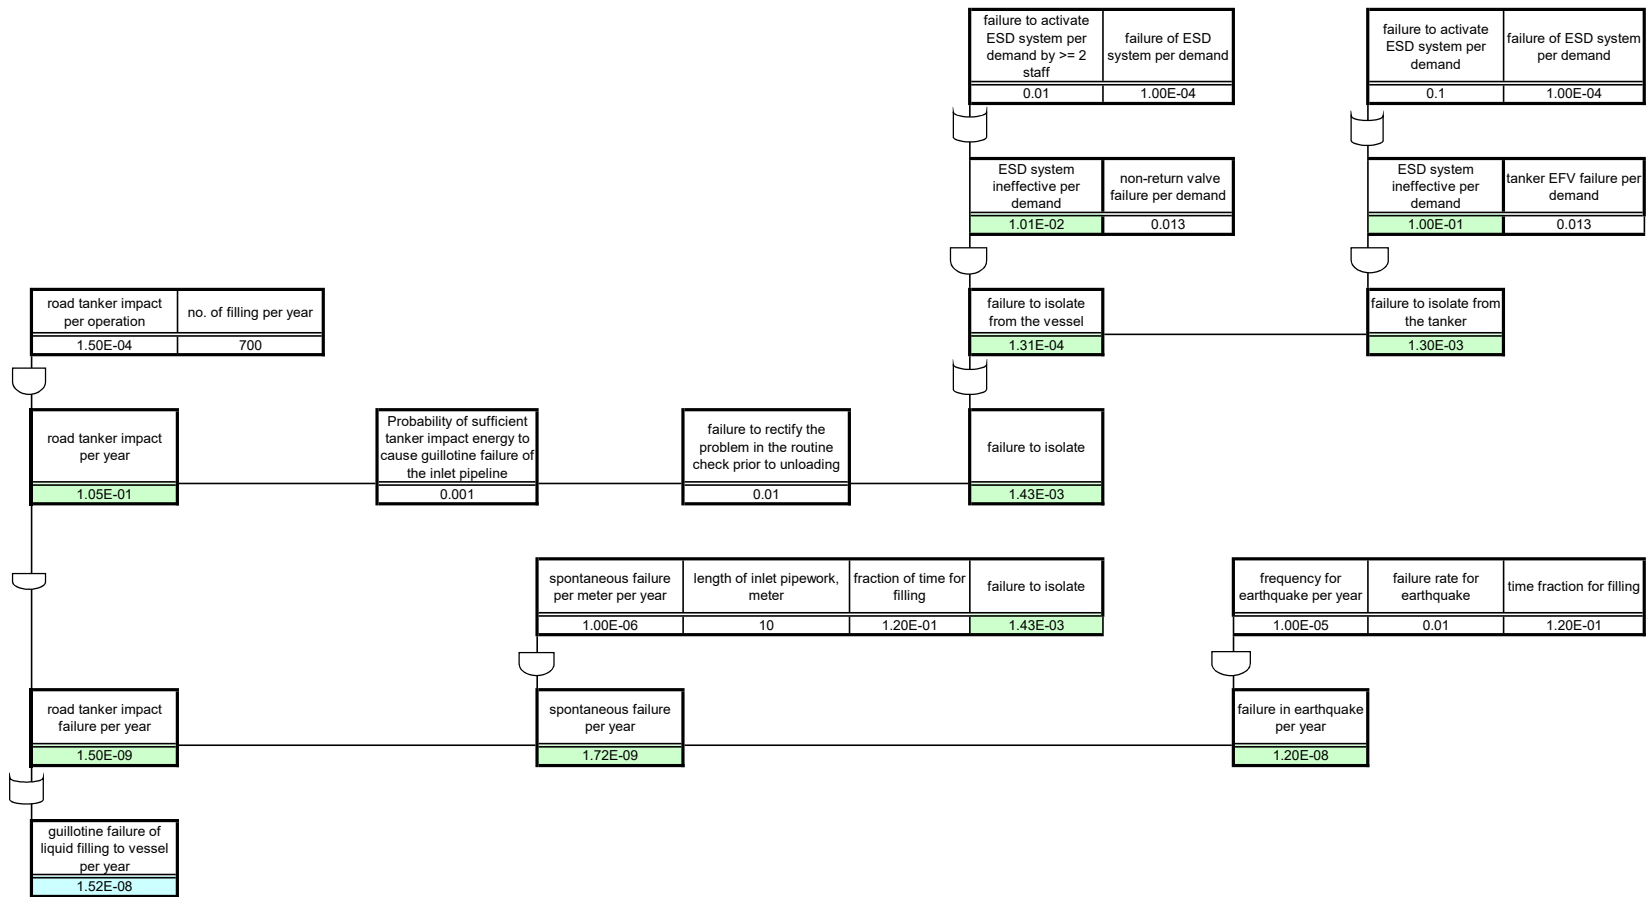 failure to activate
ESD system per
demand by >= 2
staff
failure of ESD
system per demand
0.01
1.00E-04
failure to activate
ESD system per
demand
failure of ESD system
per demand
0.1
1.00E-04
ESD system
ineffective per
demand
non-return valve
failure per demand
1.01E-02
0.013
ESD system
ineffective per
demand
tanker EFV failure per
demand
1.00E-01
0.013
road tanker impact
per operation
no. of filling per year
1.50E-04
700
failure to isolate
from the vessel
1.31E-04
failure to isolate from
the tanker
1.30E-03
road tanker impact
per year
1.05E-01
Probability of sufficient
tanker impact energy to
cause guillotine failure of
the inlet pipeline
0.001
failure to rectify the
problem in the routine
check prior to unloading
0.01
failure to isolate
1.43E-03
spontaneous failure
per meter per year
length of inlet pipework,
meter
fraction of time for
filling
failure to isolate
1.00E-06
10
1.20E-01
1.43E-03
frequency for
earthquake per year
failure rate for
earthquake
time fraction for filling
1.00E-05
0.01
1.20E-01
road tanker impact
failure per year
1.50E-09
spontaneous failure
per year
1.72E-09
failure in earthquake
per year
1.20E-08
guillotine failure of
liquid filling to vessel
per year
1.52E-08